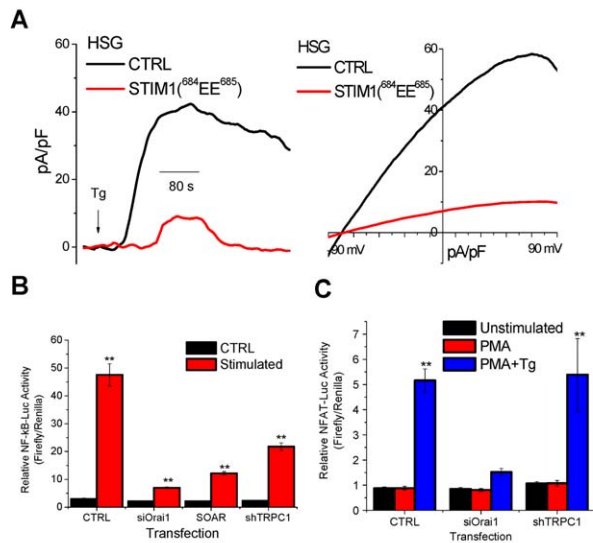 A
HSG
CTRL
STIM1(⁶⁸⁴EE⁶⁸⁵)
60
40
20
0
pA/pF
Tg
80 s
HSG
CTRL
STIM1(⁶⁸⁴EE⁶⁸⁵)
60
40
20
0
-90 mV
pA/pF
90 mV
B
CTRL
Stimulated
Relative NF-kB-Luc Activity
(Firefly/Renilla)
60
50
40
30
20
10
0
**
**
**
**
CTRL
siOrai1
SOAR
shTRPC1
Transfection
C
Unstimulated
PMA
PMA+Tg
Relative NFAT-Luc Activity
(Firefly/Renilla)
7
6
5
4
3
2
1
0
**
**
CTRL
siOrai1
shTRPC1
Transfection